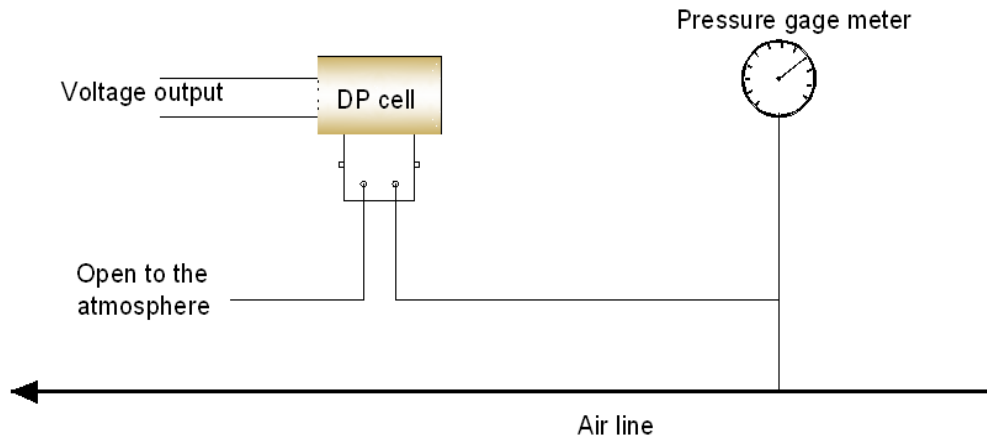 Pressure gage meter
Voltage output
DP cell
Open to the
atmosphere
Air line